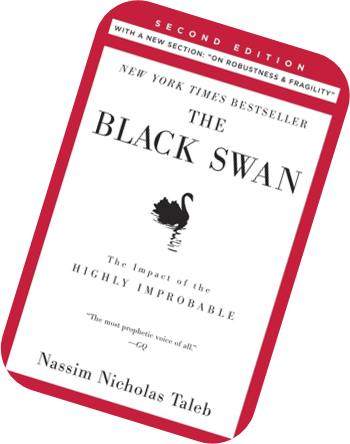 SECOND EDITION
WITH A NEW SECTION: "ON ROBUSTNESS & FRAGILITY"
NEW YORK TIMES BESTSELLER
THE
BLACK SWAN
The Impact of the
HIGHLY IMPROBABLE
"The most prophetic voice of all."
—GQ
Nassim Nicholas Taleb